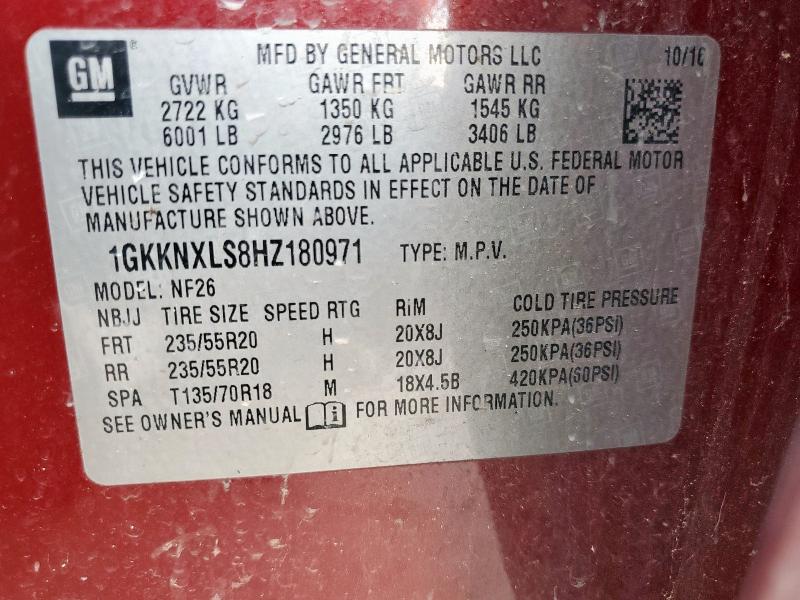 GM ®
MFD BY GENERAL MOTORS LLC 10/16
GVWR GAWR FRT GAWR RR
2722 KG 1350 KG 1545 KG
6001 LB 2976 LB 3406 LB
THIS VEHICLE CONFORMS TO ALL APPLICABLE U.S. FEDERAL MOTOR
VEHICLE SAFETY STANDARDS IN EFFECT ON THE DATE OF
MANUFACTURE SHOWN ABOVE.
1GKKNXLS8HZ180971 TYPE: M.P.V.
MODEL: NF26
NBJJ TIRE SIZE SPEED RTG RIM COLD TIRE PRESSURE
FRT 235/55R20 H 20X8J 250KPA(36PSI)
RR 235/55R20 H 20X8J 250KPA(36PSI)
SPA T135/70R18 M 18X4.5B 420KPA(60PSI)
SEE OWNER'S MANUAL i FOR MORE INFORMATION.